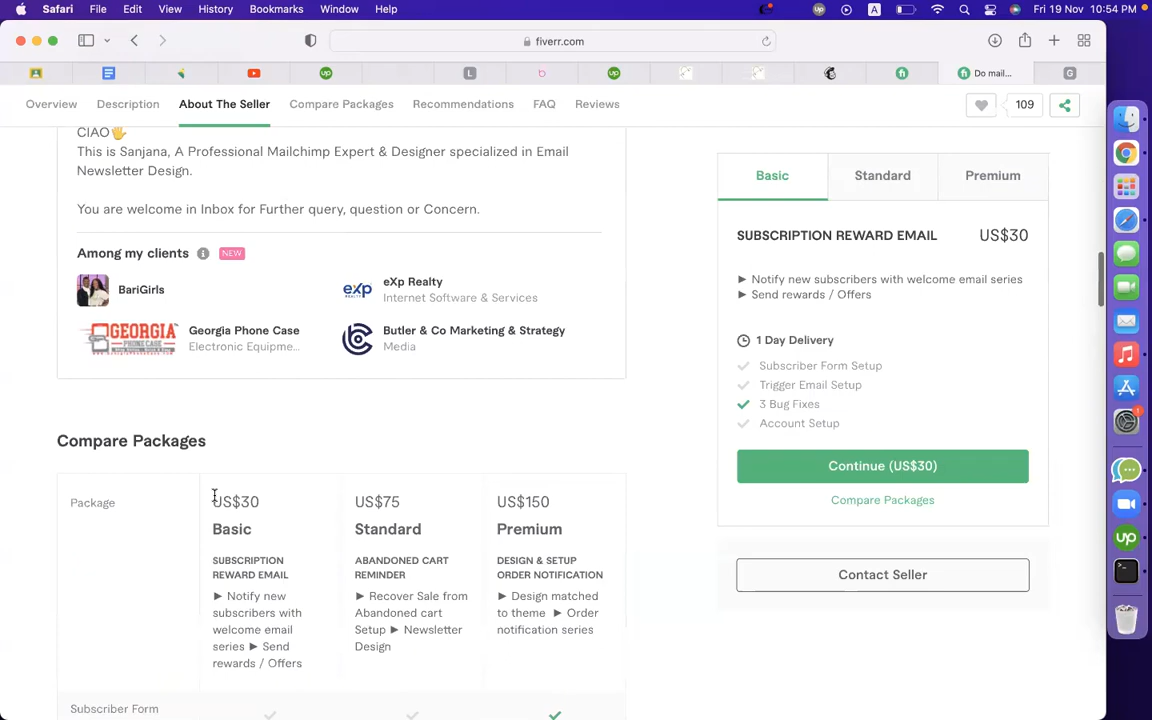 Safari File Edit View History Bookmarks Window Help
Fri 19 Nov 10:54 PM
fiverr.com
Do mail...
Overview Description About The Seller Compare Packages Recommendations FAQ Reviews
109
CIAO🖐
This is Sanjana, A Professional Mailchimp Expert & Designer specialized in Email
Newsletter Design.
You are welcome in Inbox for Further query, question or Concern.
Among my clients NEW
BariGirls
eXp Realty
Internet Software & Services
GEORGIA
PHONE CASE
Georgia Phone Case
Electronic Equipme...
Butler & Co Marketing & Strategy
Media
Basic Standard Premium
SUBSCRIPTION REWARD EMAIL US$30
► Notify new subscribers with welcome email series
► Send rewards / Offers
1 Day Delivery
Subscriber Form Setup
Trigger Email Setup
3 Bug Fixes
Account Setup
Continue (US$30)
Compare Packages
Contact Seller
Compare Packages
Package
US$30
Basic
SUBSCRIPTION
REWARD EMAIL
► Notify new
subscribers with
welcome email
series ► Send
rewards / Offers
US$75
Standard
ABANDONED CART
REMINDER
► Recover Sale from
Abandoned cart
Setup ► Newsletter
Design
US$150
Premium
DESIGN & SETUP
ORDER NOTIFICATION
► Design matched
to theme ► Order
notification series
Subscriber Form